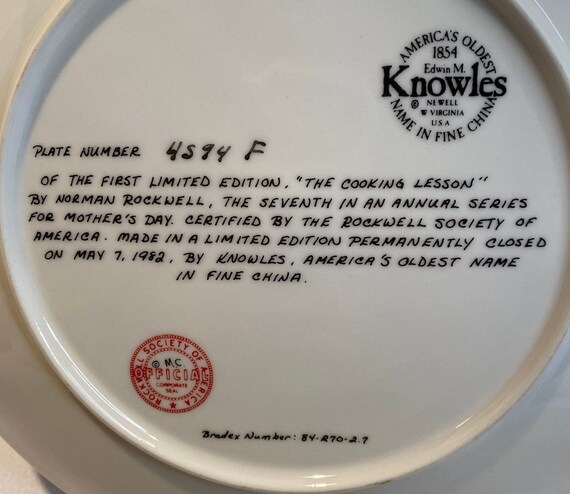 AMERICA'S OLDEST
1854
Edwin M.
Knowles
© NEWELL
W VIRGINIA
U S A
NAME IN FINE CHINA
PLATE NUMBER 4594 F
OF THE FIRST LIMITED EDITION, "THE COOKING LESSON"
BY NORMAN ROCKWELL, THE SEVENTH IN AN ANNUAL SERIES
FOR MOTHER'S DAY. CERTIFIED BY THE ROCKWELL SOCIETY OF
AMERICA. MADE IN A LIMITED EDITION PERMANENTLY CLOSED
ON MAY 7, 1982, BY KNOWLES, AMERICA'S OLDEST NAME
IN FINE CHINA.
ROCKWELL SOCIETY OF AMERICA
© M.C.
OFFICIAL
CORPORATE
SEAL
Bradex Number: 84-R70-2.7